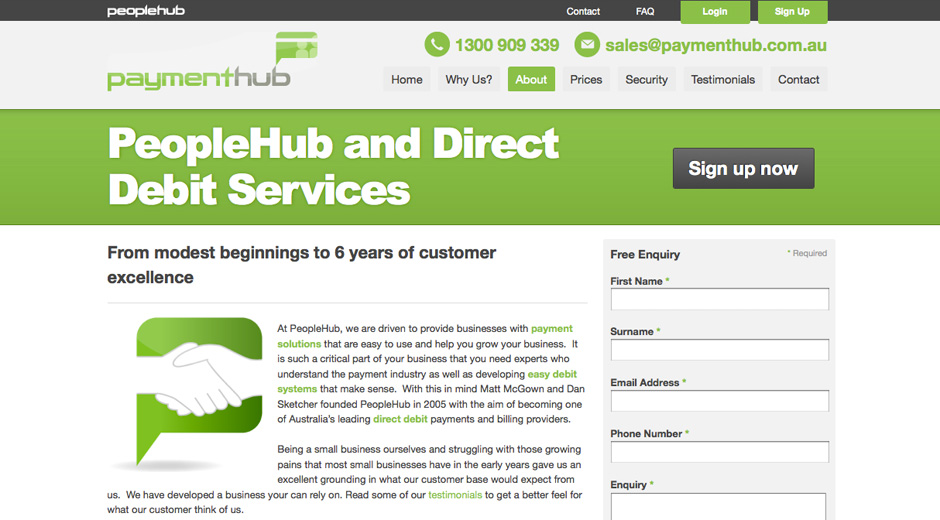 peoplehub
Contact
FAQ
Login
Sign Up
paymenthub
1300 909 339
sales@paymenthub.com.au
Home
Why Us?
About
Prices
Security
Testimonials
Contact
PeopleHub and Direct
Debit Services
Sign up now
From modest beginnings to 6 years of customer
excellence
At PeopleHub, we are driven to provide businesses with payment
solutions that are easy to use and help you grow your business. It
is such a critical part of your business that you need experts who
understand the payment industry as well as developing easy debit
systems that make sense. With this in mind Matt McGown and Dan
Sketcher founded PeopleHub in 2005 with the aim of becoming one
of Australia's leading direct debit payments and billing providers.
Being a small business ourselves and struggling with those growing
pains that most small businesses have in the early years gave us an
excellent grounding in what our customer base would expect from
us. We have developed a business your can rely on. Read some of our testimonials to get a better feel for
what our customer think of us.
Free Enquiry
* Required
First Name *
Surname *
Email Address *
Phone Number *
Enquiry *